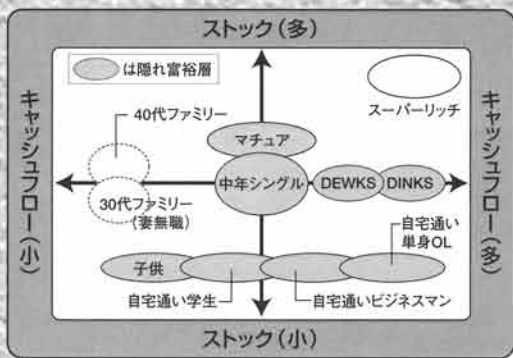 ストック(多)
は隠れ富裕層
スーパーリッチ
40代ファミリー
マチュア
キャッシュフロー(小)
中年シングル
DEWKS
DINKS
キャッシュフロー(多)
30代ファミリー
(妻無職)
自宅通い
単身OL
子供
自宅通い学生
自宅通いビジネスマン
ストック(小)